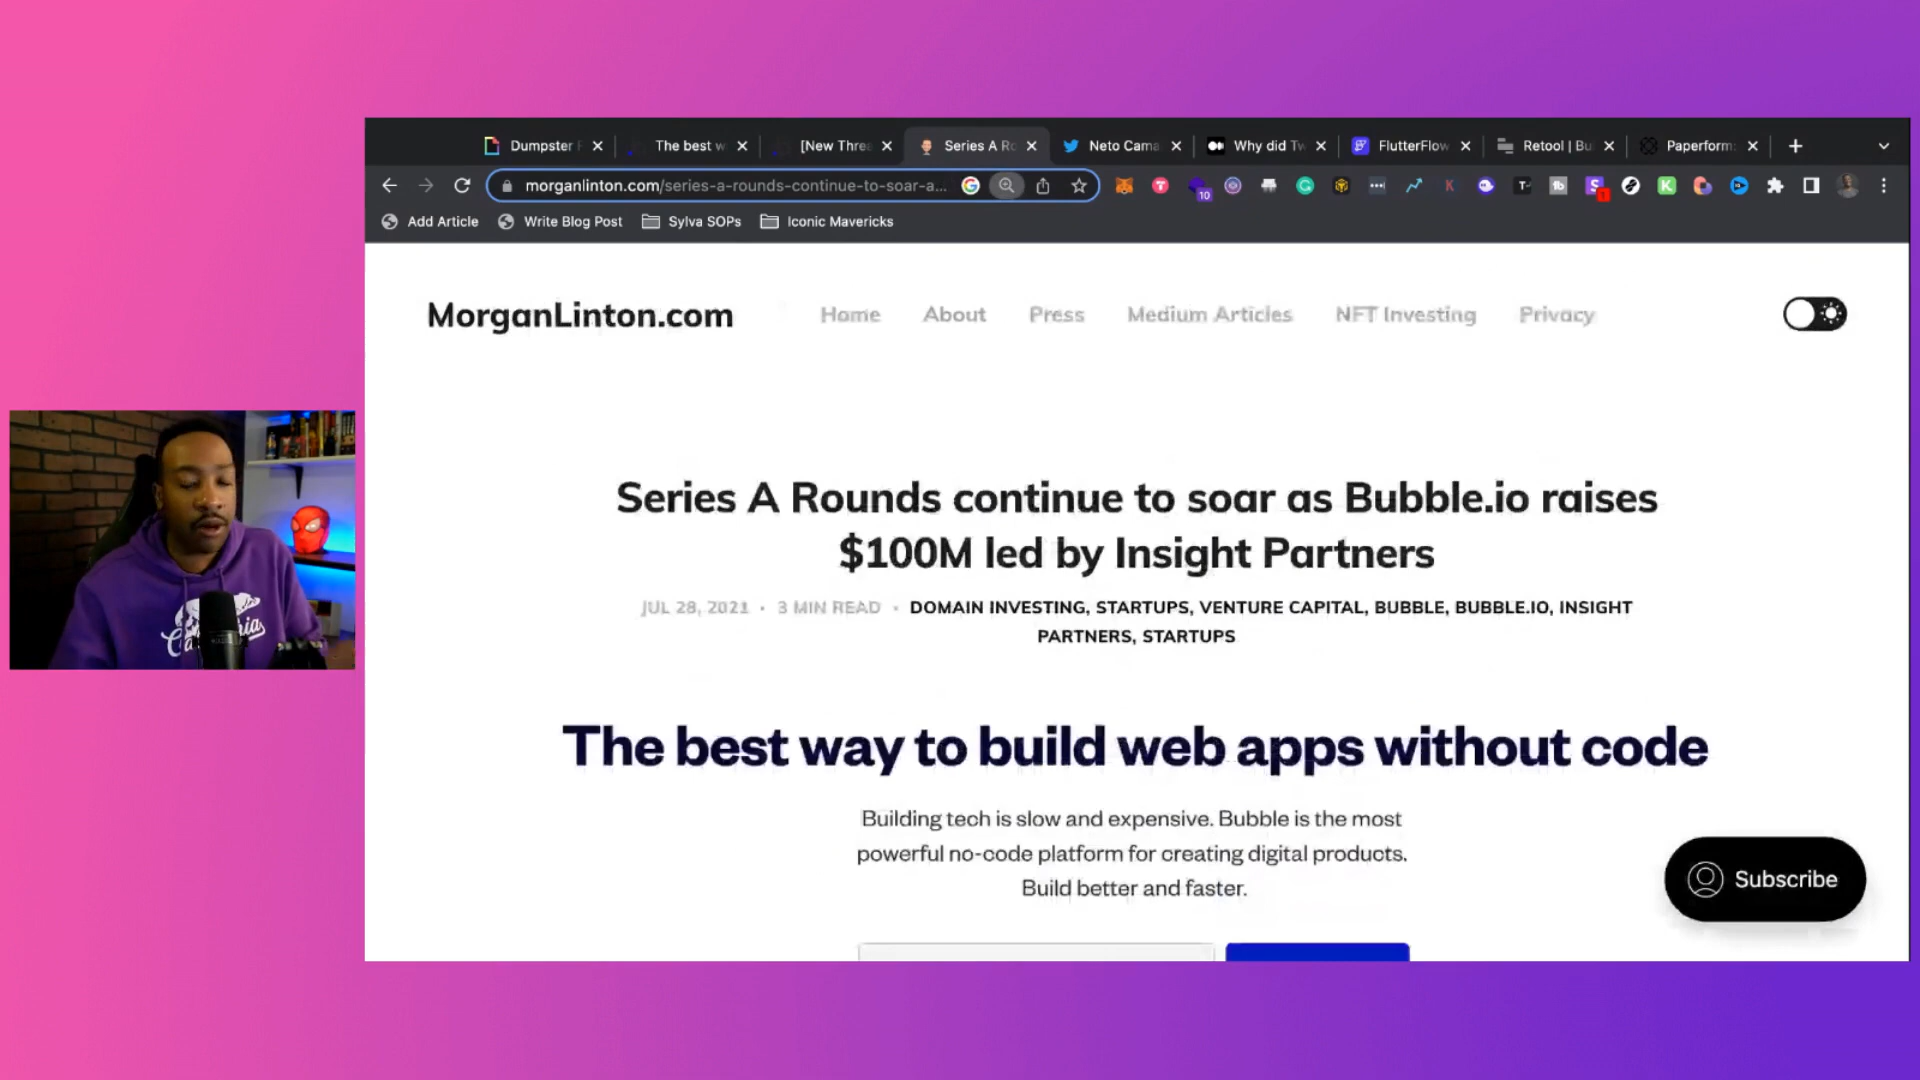 Dumpster F
The best w
[New Thre
Series A Ro
Neto Cama
Why did Tw
FlutterFlow
Retool | Bu
Paperform
morganlinton.com/series-a-rounds-continue-to-soar-a...
10
1
Add Article
Write Blog Post
Sylva SOPs
Iconic Mavericks
MorganLinton.com
Home
About
Press
Medium Articles
NFT Investing
Privacy
Series A Rounds continue to soar as Bubble.io raises
$100M led by Insight Partners
JUL 28, 2021 • 3 MIN READ • DOMAIN INVESTING, STARTUPS, VENTURE CAPITAL, BUBBLE, BUBBLE.IO, INSIGHT
PARTNERS, STARTUPS
The best way to build web apps without code
Building tech is slow and expensive. Bubble is the most
powerful no-code platform for creating digital products.
Build better and faster.
Subscribe